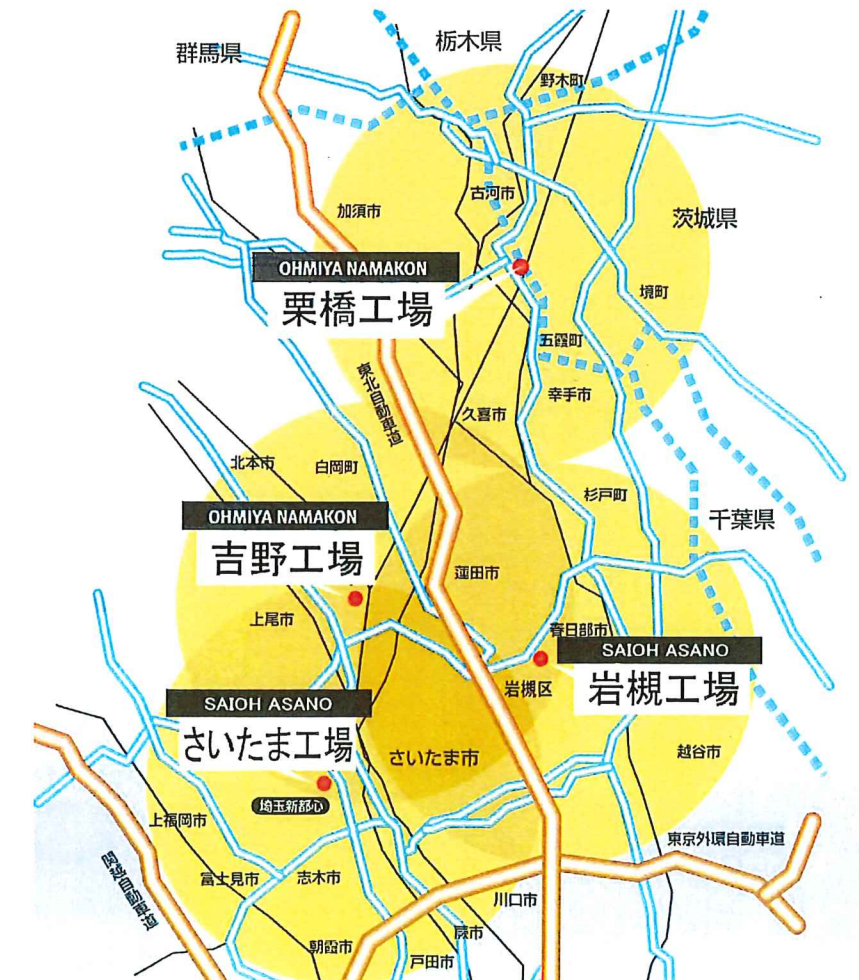 栃木県
群馬県
野木町
古河市
加須市
茨城県
OHMIYA NAMAKON
栗橋工場
境町
五霞町
東北自動車道
幸手市
久喜市
北本市
白岡町
杉戸町
OHMIYA NAMAKON
吉野工場
千葉県
蓮田市
上尾市
春日部市
SAIOH ASANO
岩槻工場
岩槻区
SAIOH ASANO
さいたま工場
さいたま市
越谷市
埼玉新都心
上福岡市
東京外環自動車道
関越自動車道
富士見市
志木市
川口市
蕨市
朝霞市
戸田市